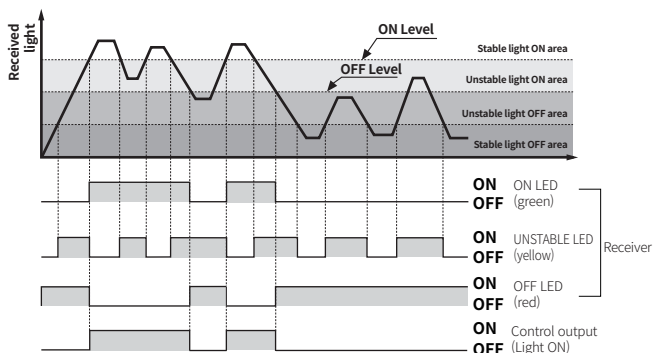 Received
light
ON Level
Stable light ON area
Unstable light ON area
OFF Level
Unstable light OFF area
Stable light OFF area
ON
OFF
ON LED
(green)
ON
OFF
UNSTABLE LED
(yellow)
Receiver
ON
OFF
OFF LED
(red)
ON
OFF
Control output
(Light ON)